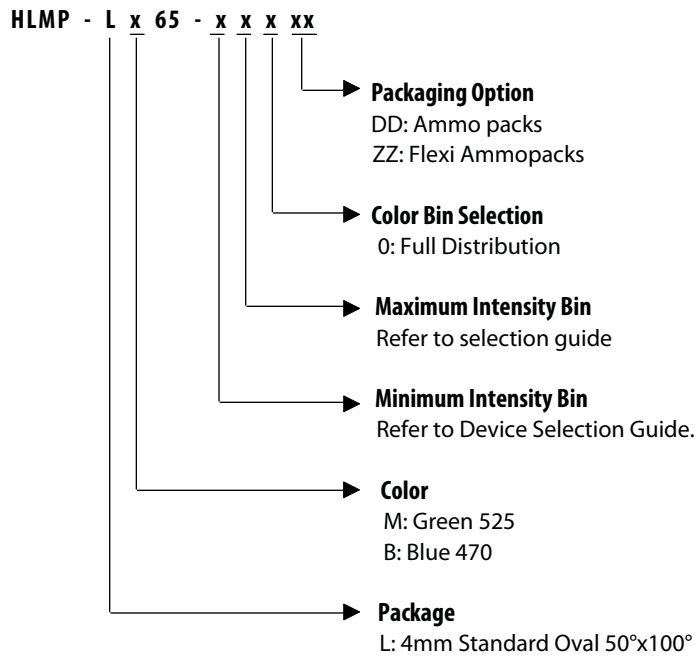 HLMP - L x 65 - x x x xx
Packaging Option
DD: Ammo packs
ZZ: Flexi Ammopacks
Color Bin Selection
0: Full Distribution
Maximum Intensity Bin
Refer to selection guide
Minimum Intensity Bin
Refer to Device Selection Guide.
Color
M: Green 525
B: Blue 470
Package
L: 4mm Standard Oval 50°x100°